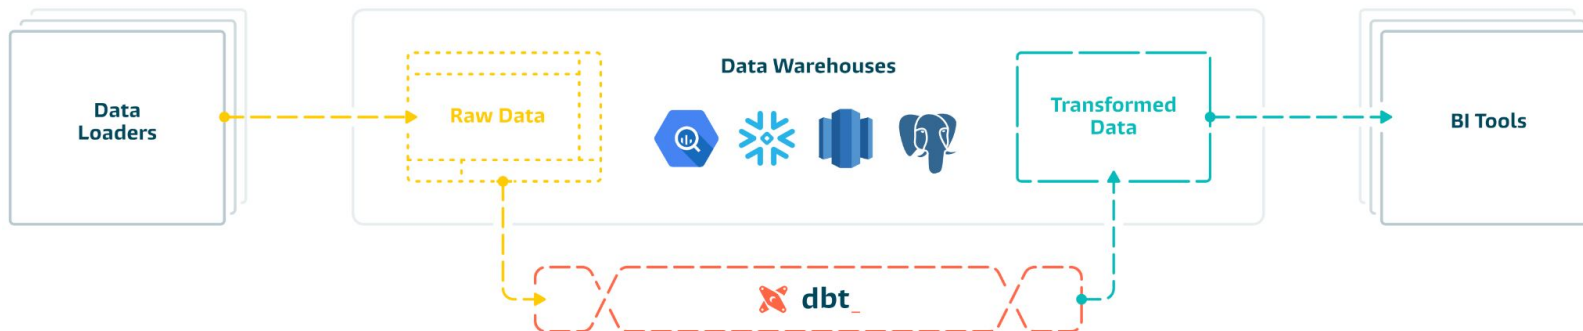 Data
Loaders
Raw Data
Data Warehouses
Transformed
Data
BI Tools
dbt_